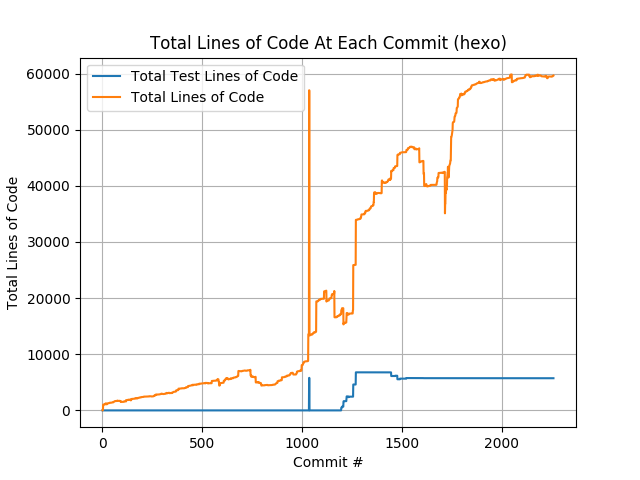 Total Lines of Code At Each Commit (hexo)
Total Test Lines of Code
Total Lines of Code
Total Lines of Code
60000
50000
40000
30000
20000
10000
0
0
500
1000
1500
2000
Commit #